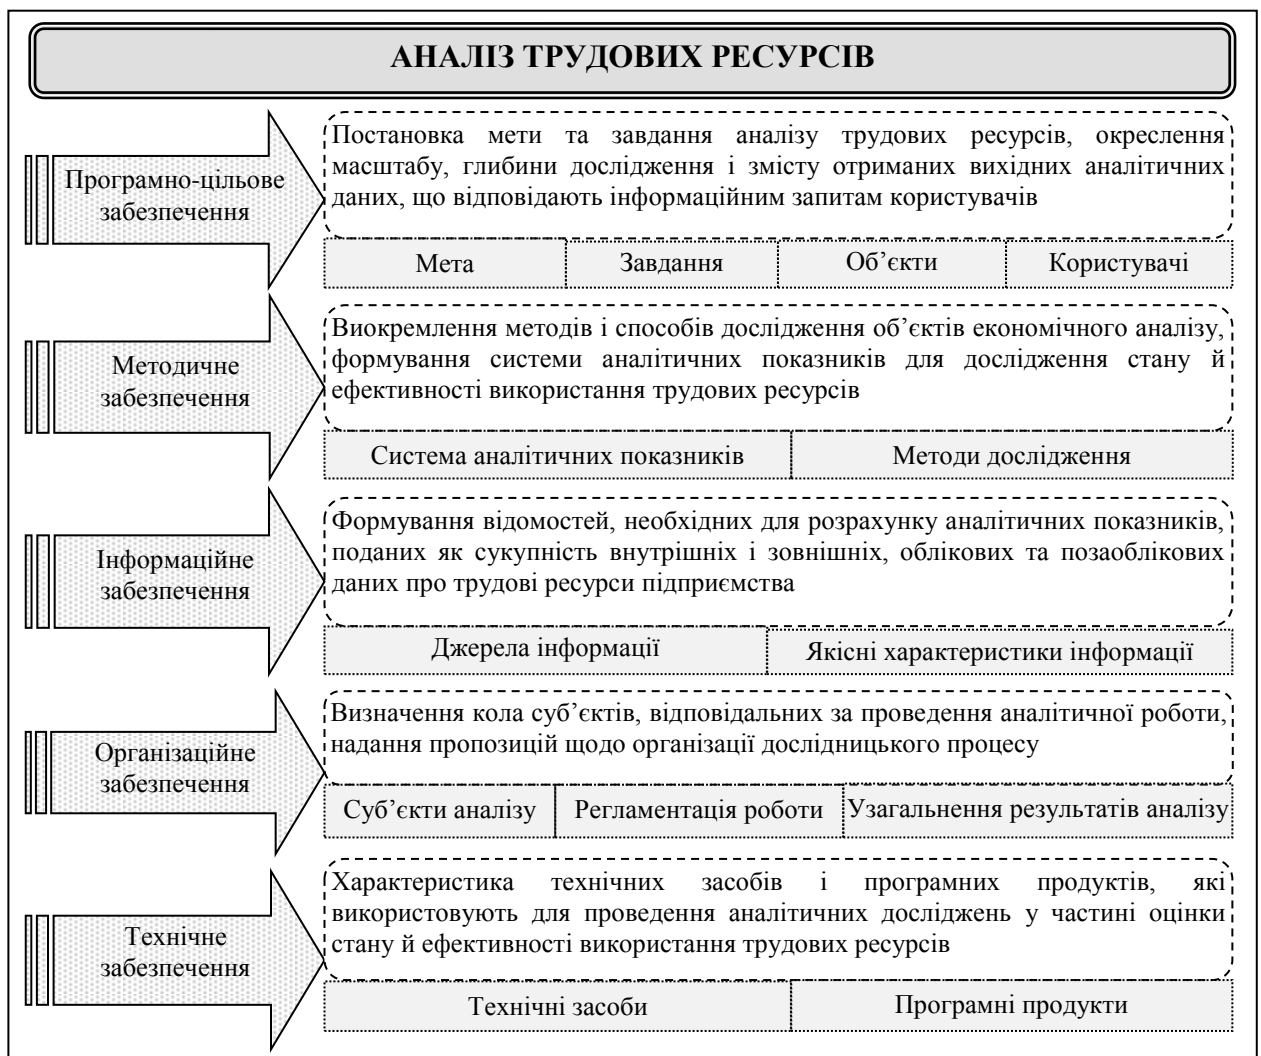 АНАЛІЗ ТРУДОВИХ РЕСУРСІВ
Програмно-цільове
забезпечення
Постановка мети та завдання аналізу трудових ресурсів, окреслення
масштабу, глибини дослідження і змісту отриманих вихідних аналітичних
даних, що відповідають інформаційним запитам користувачів
Мета
Завдання
Об’єкти
Користувачі
Методичне
забезпечення
Виокремлення методів і способів дослідження об’єктів економічного аналізу,
формування системи аналітичних показників для дослідження стану й
ефективності використання трудових ресурсів
Система аналітичних показників
Методи дослідження
Інформаційне
забезпечення
Формування відомостей, необхідних для розрахунку аналітичних показників,
поданих як сукупність внутрішніх і зовнішніх, облікових та позаоблікових
даних про трудові ресурси підприємства
Джерела інформації
Якісні характеристики інформації
Організаційне
забезпечення
Визначення кола суб’єктів, відповідальних за проведення аналітичної роботи,
надання пропозицій щодо організації дослідницького процесу
Суб’єкти аналізу
Регламентація роботи
Узагальнення результатів аналізу
Технічне
забезпечення
Характеристика технічних засобів і програмних продуктів, які
використовують для проведення аналітичних досліджень у частині оцінки
стану й ефективності використання трудових ресурсів
Технічні засоби
Програмні продукти